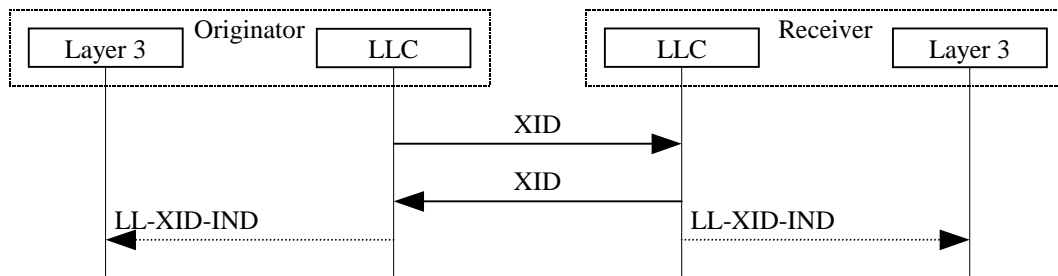 Originator
Receiver
Layer 3
LLC
LLC
Layer 3
XID
XID
LL-XID-IND
LL-XID-IND